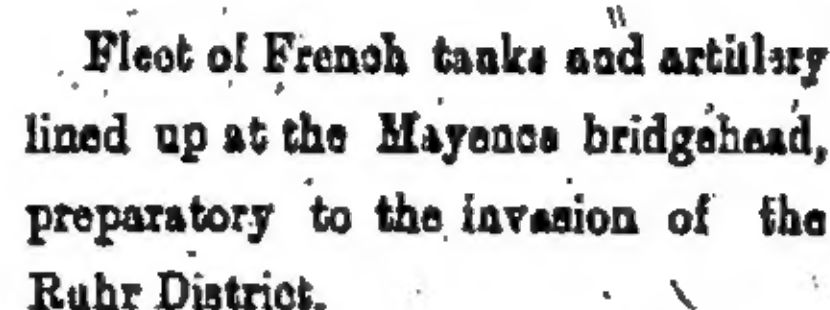 Fleet of French tanks and artillery
lined up at the Mayence bridgehead,
preparatory to the invasion of the
Ruhr District.